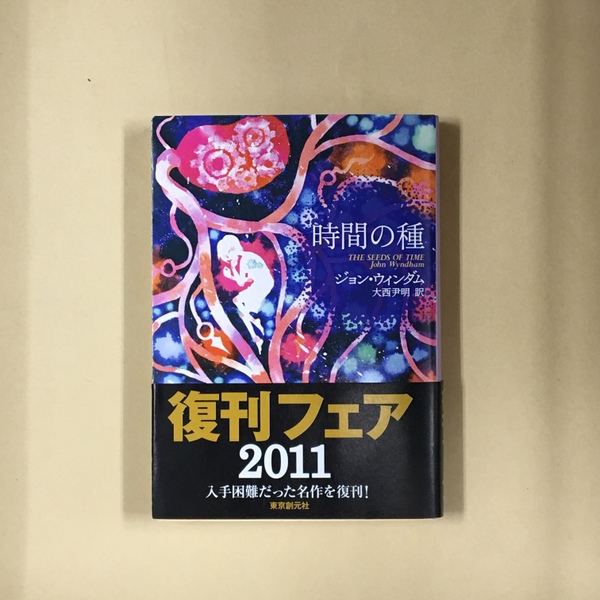 時間の種
THE SEEDS OF TIME
John Wyndham
ジョン・ウィンダム
大西尹明 訳
復刊フェア
2011
入手困難だった名作を復刊!
東京創元社